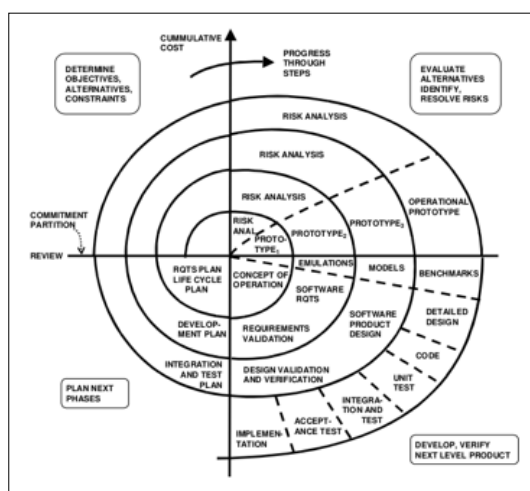 CUMMULATIVE
COST
PROGRESS
THROUGH
STEPS
DETERMINE
OBJECTIVES,
ALTERNATIVES,
CONSTRAINTS
EVALUATE
ALTERNATIVES
IDENTIFY,
RESOLVE RISKS
RISK ANALYSIS
RISK ANALYSIS
RISK ANALYSIS
RISK
ANAL.
OPERATIONAL
PROTOTYPE
PROTOTYPE₃
PROTOTYPE₂
PROTO-
TYPE₁
COMMITMENT
PARTITION
REVIEW
EMULATIONS
MODELS
BENCHMARKS
RQTS PLAN
LIFE CYCLE
PLAN
CONCEPT OF
OPERATION
SOFTWARE
RQTS
SOFTWARE
PRODUCT
DESIGN
DETAILED
DESIGN
DEVELOP-
MENT PLAN
REQUIREMENTS
VALIDATION
CODE
INTEGRATION
AND TEST
PLAN
DESIGN VALIDATION
AND VERIFICATION
UNIT
TEST
INTEGRA-
TION AND
TEST
ACCEPT-
ANCE TEST
IMPLEMEN-
TATION
PLAN NEXT
PHASES
DEVELOP, VERIFY
NEXT LEVEL PRODUCT